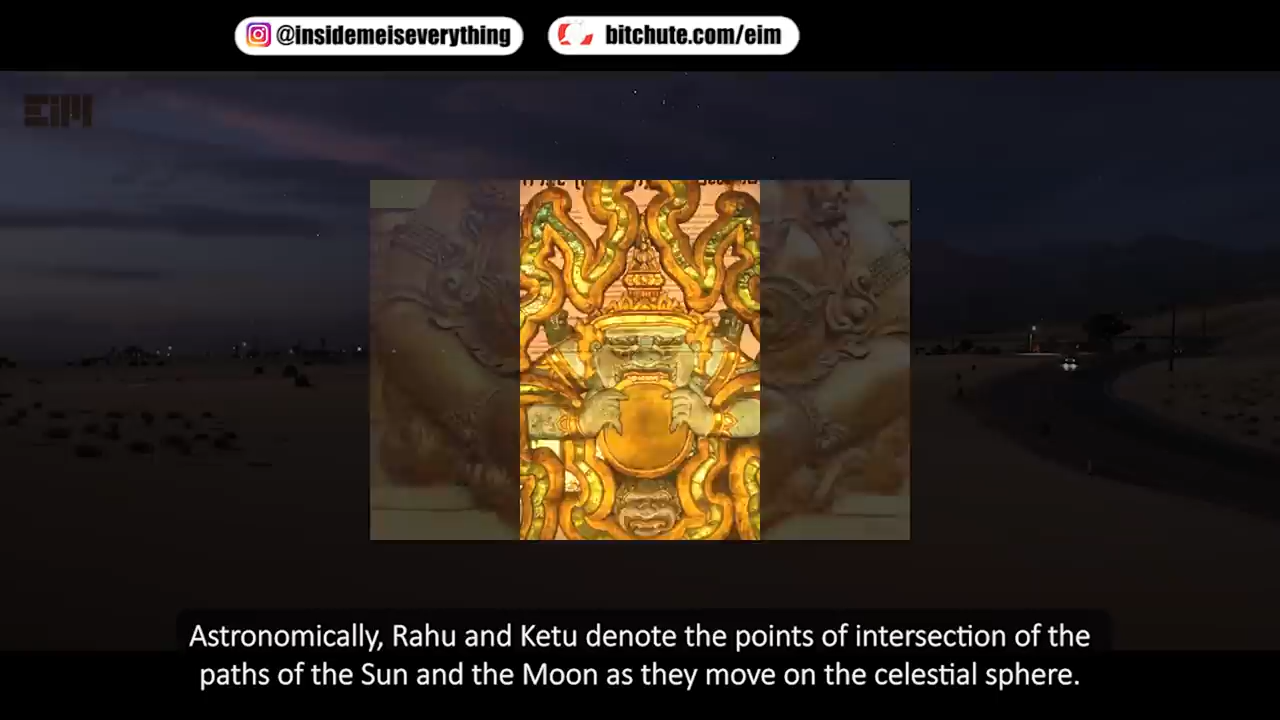 @insidemeiseverything
bitchute.com/eim
EiM
Astronomically, Rahu and Ketu denote the points of intersection of the
paths of the Sun and the Moon as they move on the celestial sphere.